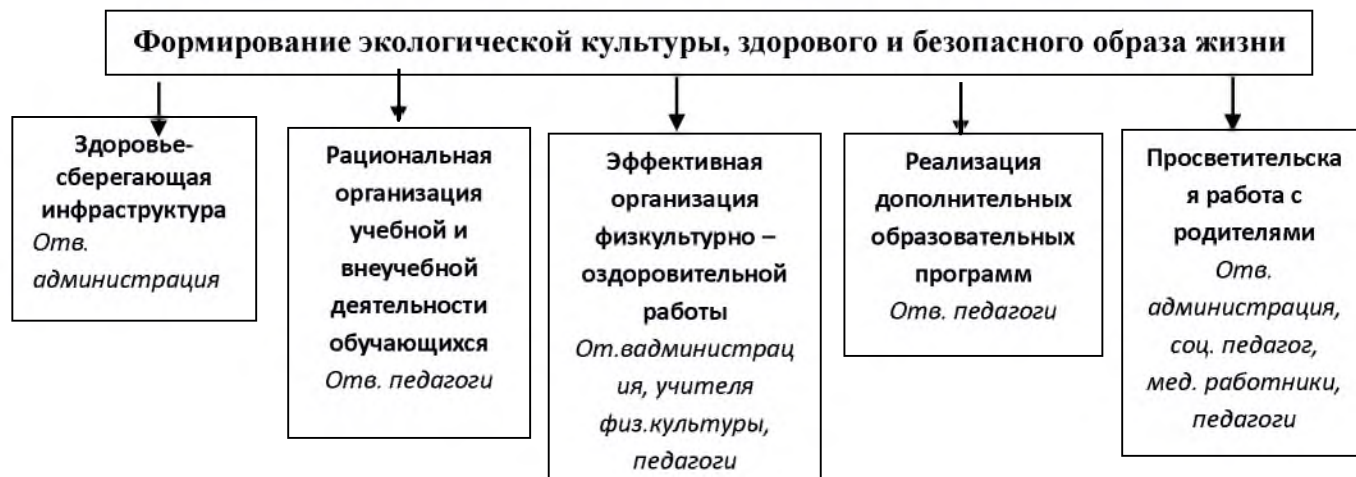 Формирование экологической культуры, здорового и безопасного образа жизни
Здоровье-
сберегающая
инфраструктура
Отв.
администрация
Рациональная
организация
учебной и
внеучебной
деятельности
обучающихся
Отв. педагоги
Эффективная
организация
физкультурно –
оздоровительной
работы
От.вадминистрац
ия, учителя
физ.культуры,
педагоги
Реализация
дополнительных
образовательных
программ
Отв. педагоги
Просветительска
я работа с
родителями
Отв.
администрация,
соц. педагог,
мед. работники,
педагоги